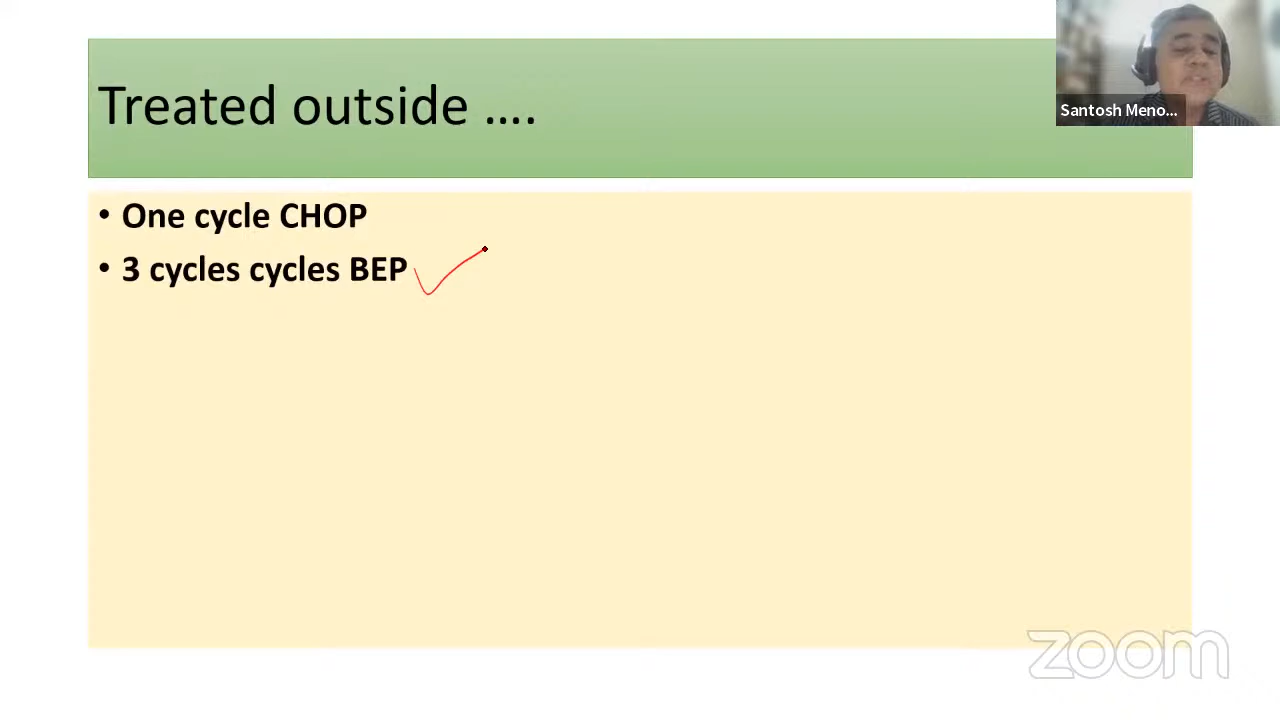 Treated outside ....
Santosh Meno...
• One cycle CHOP
• 3 cycles cycles BEP
zoom